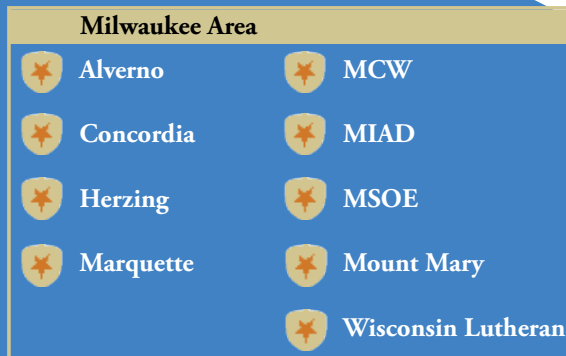 Milwaukee Area
Alverno
Concordia
Herzing
Marquette
MCW
MIAD
MSOE
Mount Mary
Wisconsin Lutheran